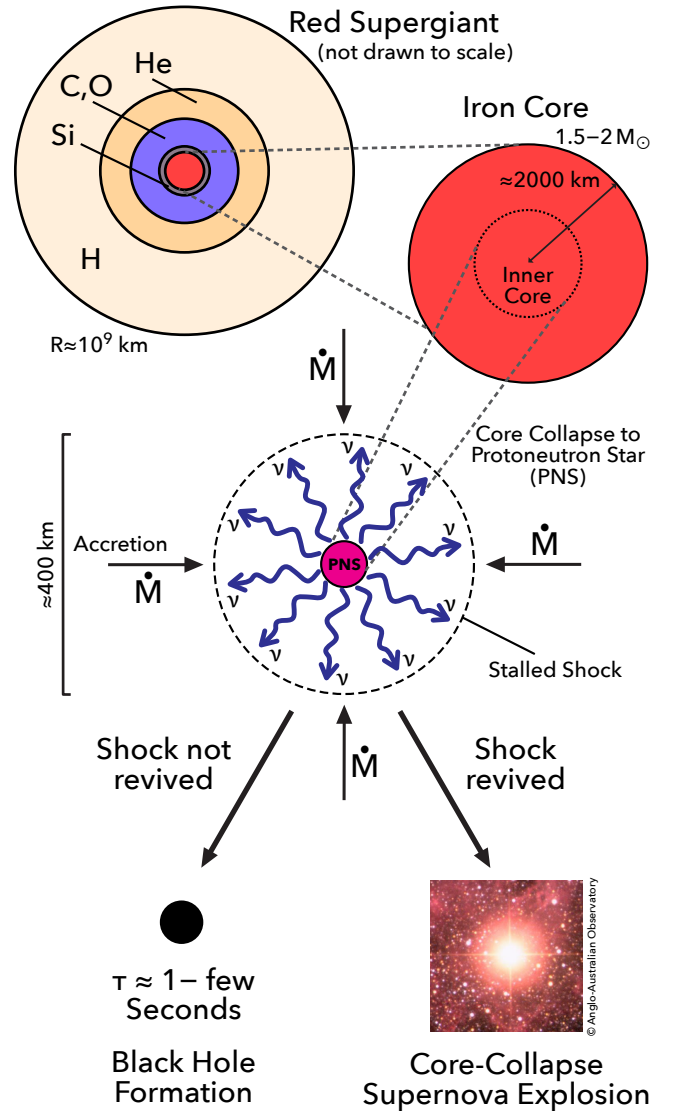 Red Supergiant
(not drawn to scale)
He
C,O
Si
H
R≈10⁹ km
Iron Core
1.5–2 M☉
≈2000 km
Inner
Core
Ṁ
Core Collapse to
Protoneutron Star
(PNS)
ν
ν
ν
ν
ν
ν
ν
ν
ν
ν
ν
PNS
≈400 km
Accretion
Ṁ
Ṁ
Stalled Shock
Shock not
revived
Ṁ
Shock
revived
© Anglo-Australian Observatory
τ ≈ 1– few
Seconds
Black Hole
Formation
Core-Collapse
Supernova Explosion